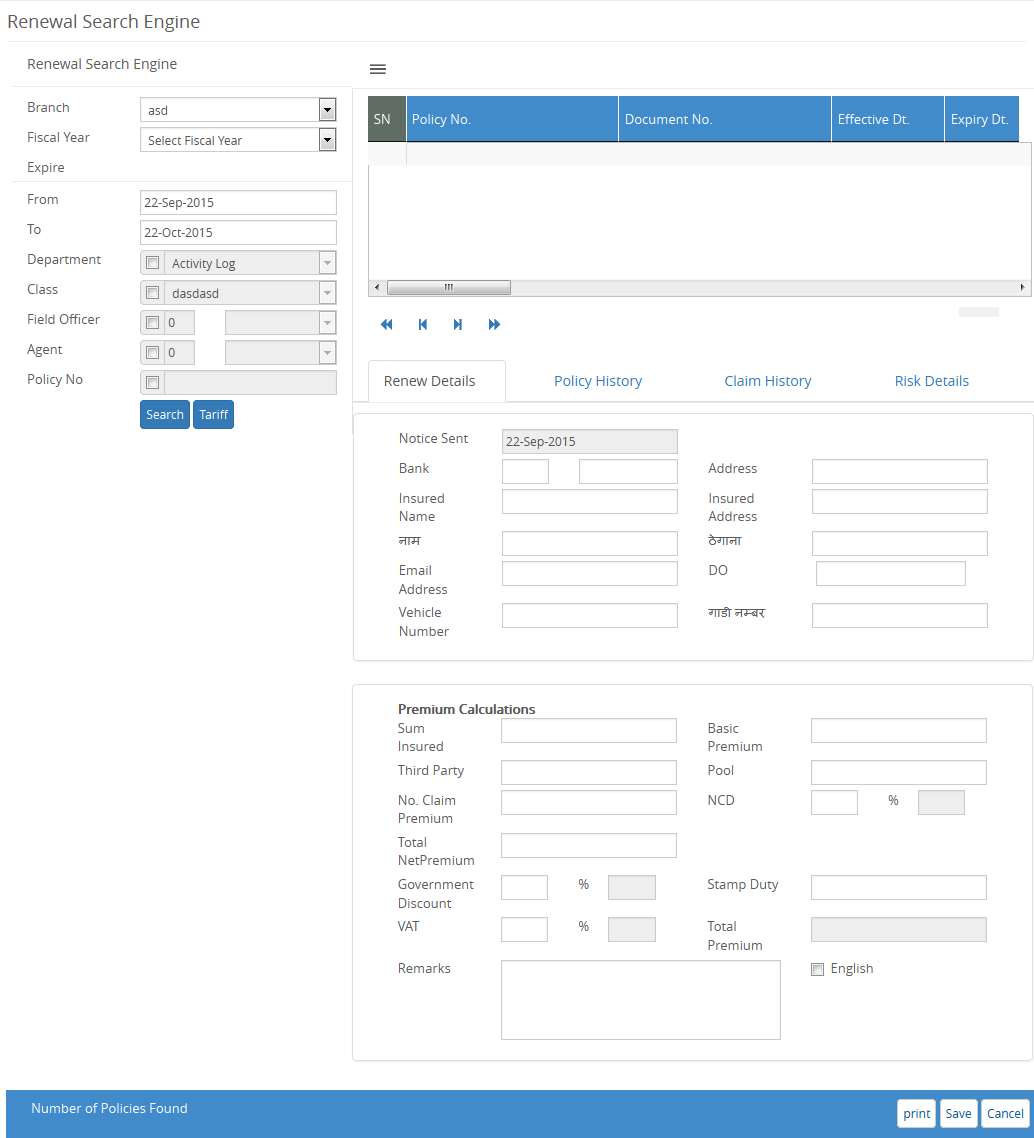 Renewal Search Engine
Renewal Search Engine
Branch
asd
Fiscal Year
Select Fiscal Year
Expire
From
22-Sep-2015
To
22-Oct-2015
Department
Activity Log
Class
dasdasd
Field Officer
0
Agent
0
Policy No
Search Tariff
SN Policy No. Document No. Effective Dt. Expiry Dt.
Renew Details Policy History Claim History Risk Details
Notice Sent
22-Sep-2015
Bank
Address
Insured
Name
Insured
Address
नाम
ठेगाना
Email
Address
DO
Vehicle
Number
गाडी नम्बर
Premium Calculations
Sum
Insured
Basic
Premium
Third Party
Pool
No. Claim
Premium
NCD
%
Total
NetPremium
Government
Discount
%
Stamp Duty
VAT
%
Total
Premium
Remarks
English
Number of Policies Found
print Save Cancel